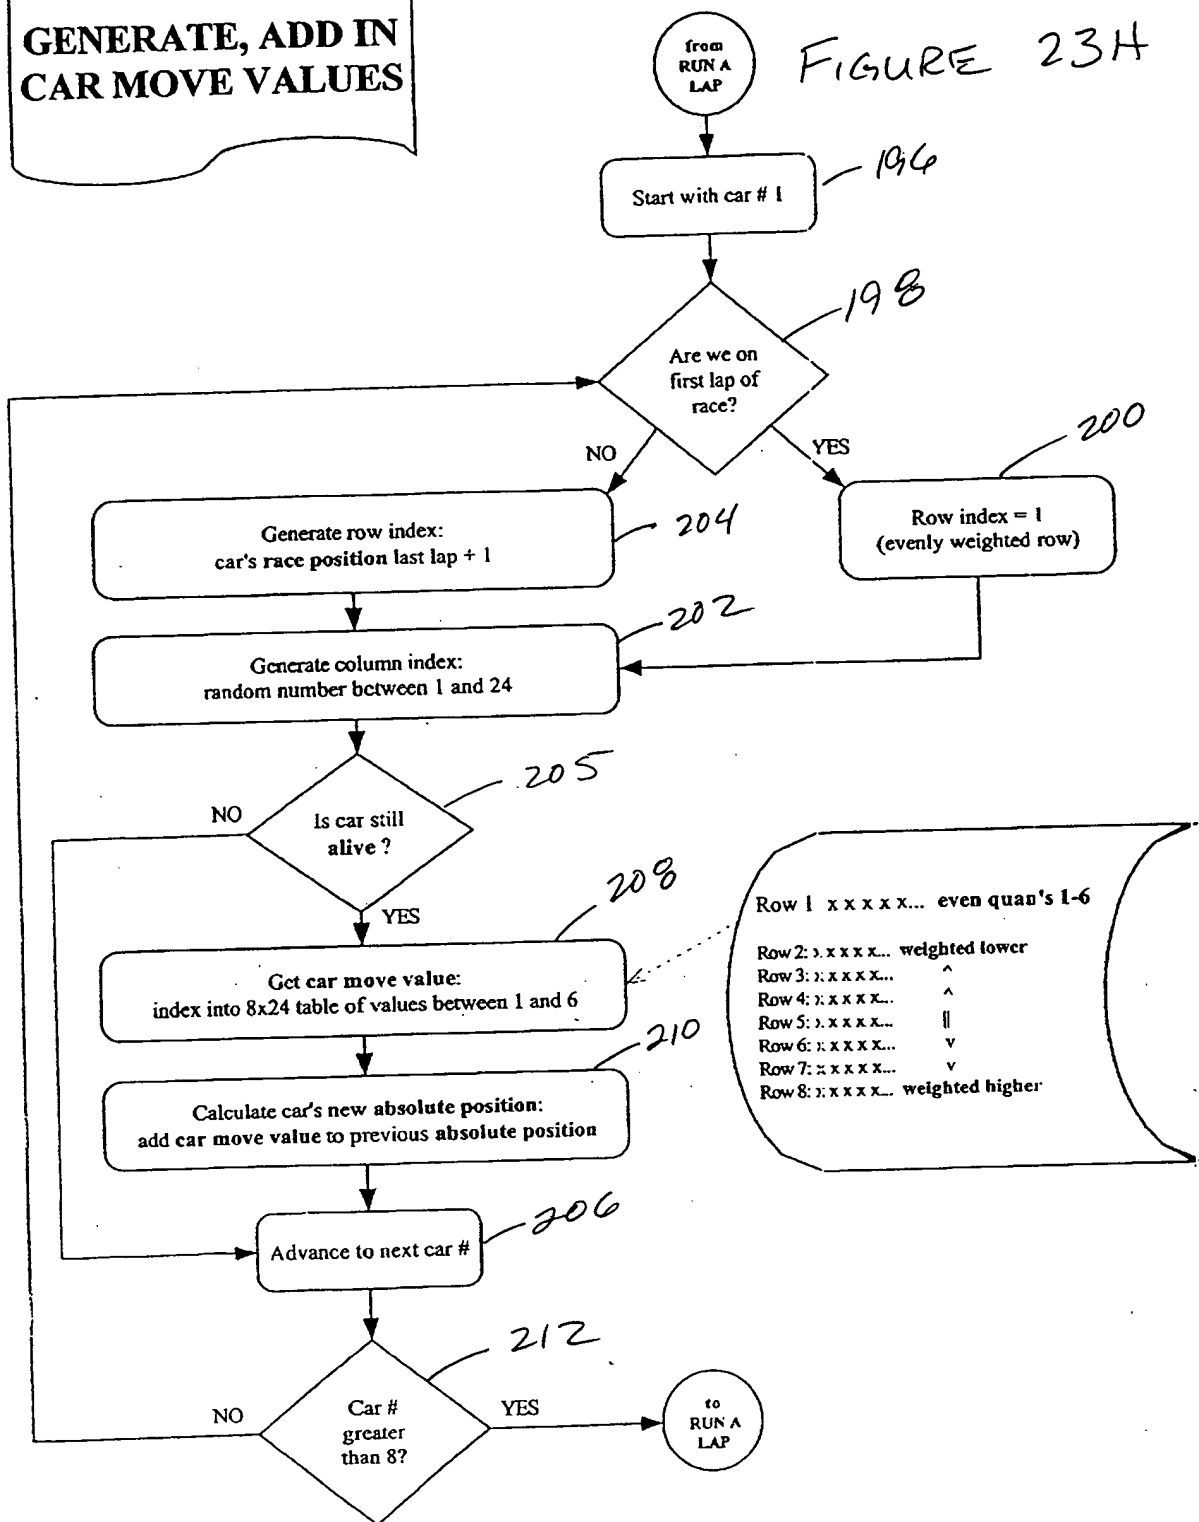 GENERATE, ADD IN
CAR MOVE VALUES
from
RUN A
LAP
FIGURE 23H
Start with car # 1
196
Are we on
first lap of
race?
198
NO
YES
200
Generate row index:
car's race position last lap + 1
204
Row index = 1
(evenly weighted row)
202
Generate column index:
random number between 1 and 24
205
NO
Is car still
alive ?
YES
208
Get car move value:
index into 8x24 table of values between 1 and 6
Row 1 x x x x x... even quan's 1-6
Row 2: x x x x x... weighted lower
Row 3: x x x x x... ^
Row 4: x x x x x... ^
Row 5: x x x x x... ||
Row 6: x x x x x... v
Row 7: x x x x x... v
Row 8: x x x x x... weighted higher
210
Calculate car's new absolute position:
add car move value to previous absolute position
206
Advance to next car #
212
NO
Car #
greater
than 8?
YES
to
RUN A
LAP